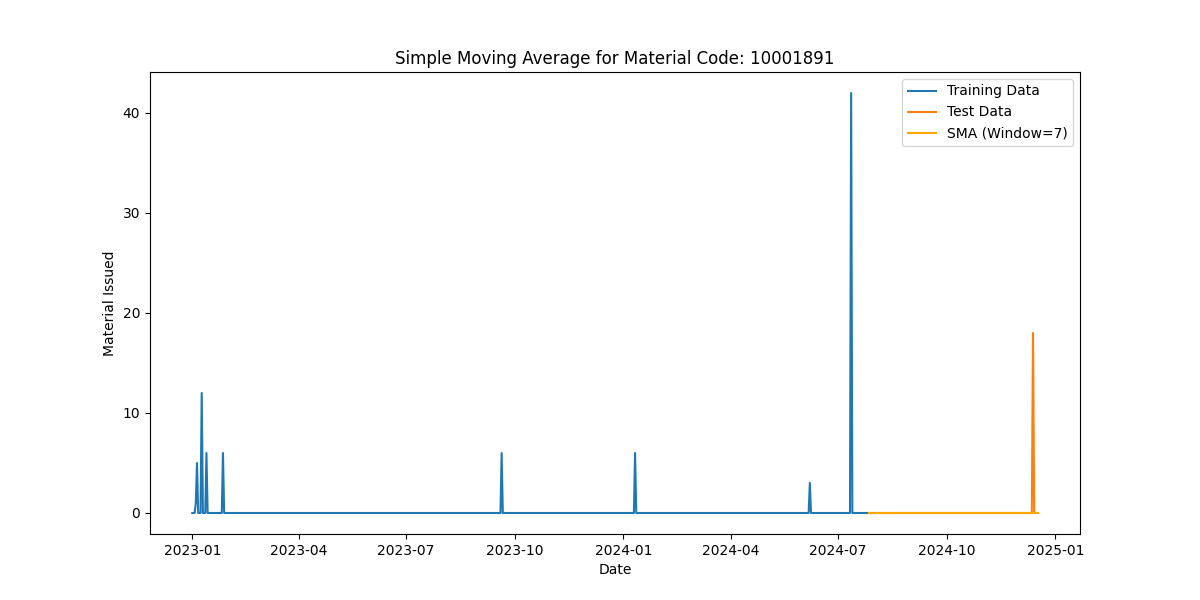 Simple Moving Average for Material Code: 10001891
Training Data
Test Data
SMA (Window=7)
Material Issued
40
30
20
10
0
2023-01 2023-04 2023-07 2023-10 2024-01 2024-04 2024-07 2024-10 2025-01
Date